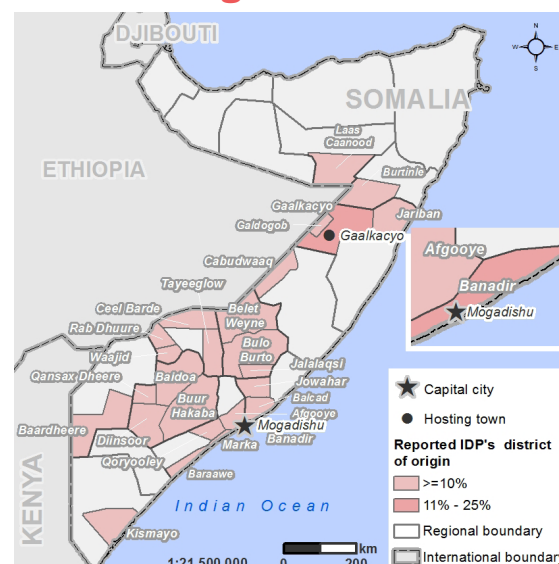 DJIBOUTI
N
W
E
S
SOMALIA
Laas
Caanood
ETHIOPIA
Burtinle
Gaalkacyo
Jariban
Galdogob
Gaalkacyo
Afgooye
Cabudwaaq
Tayeeglow
Banadir
Ceel Barde
Belet
Weyne
Mogadishu
Rab Dhuure
Bulo
Burto
Waajid
Jalalaqsi
Qansax Dheere
Baidoa
Jowahar
Capital city
Buur
Hakaba
Balcad
Afgooye
Hosting town
Baardheere
Mogadishu
Diinsoor
Marka
Banadir
Reported IDP's district
of origin
Qoryooley
>=10%
Baraawe
11% - 25%
KENYA
Indian Ocean
Regional boundary
Kismayo
km
International boundary
1:21,500,000
200